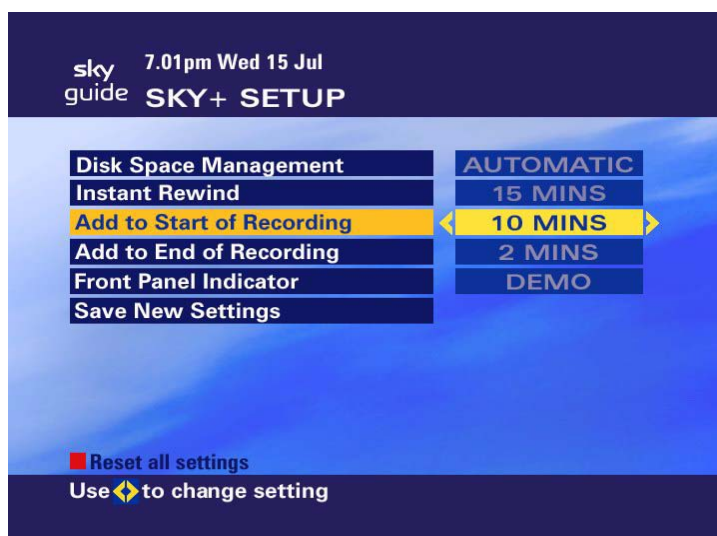 sky 7.01pm Wed 15 Jul
guide SKY+ SETUP
Disk Space Management AUTOMATIC
Instant Rewind 15 MINS
Add to Start of Recording 10 MINS
Add to End of Recording 2 MINS
Front Panel Indicator DEMO
Save New Settings
Reset all settings
Use to change setting